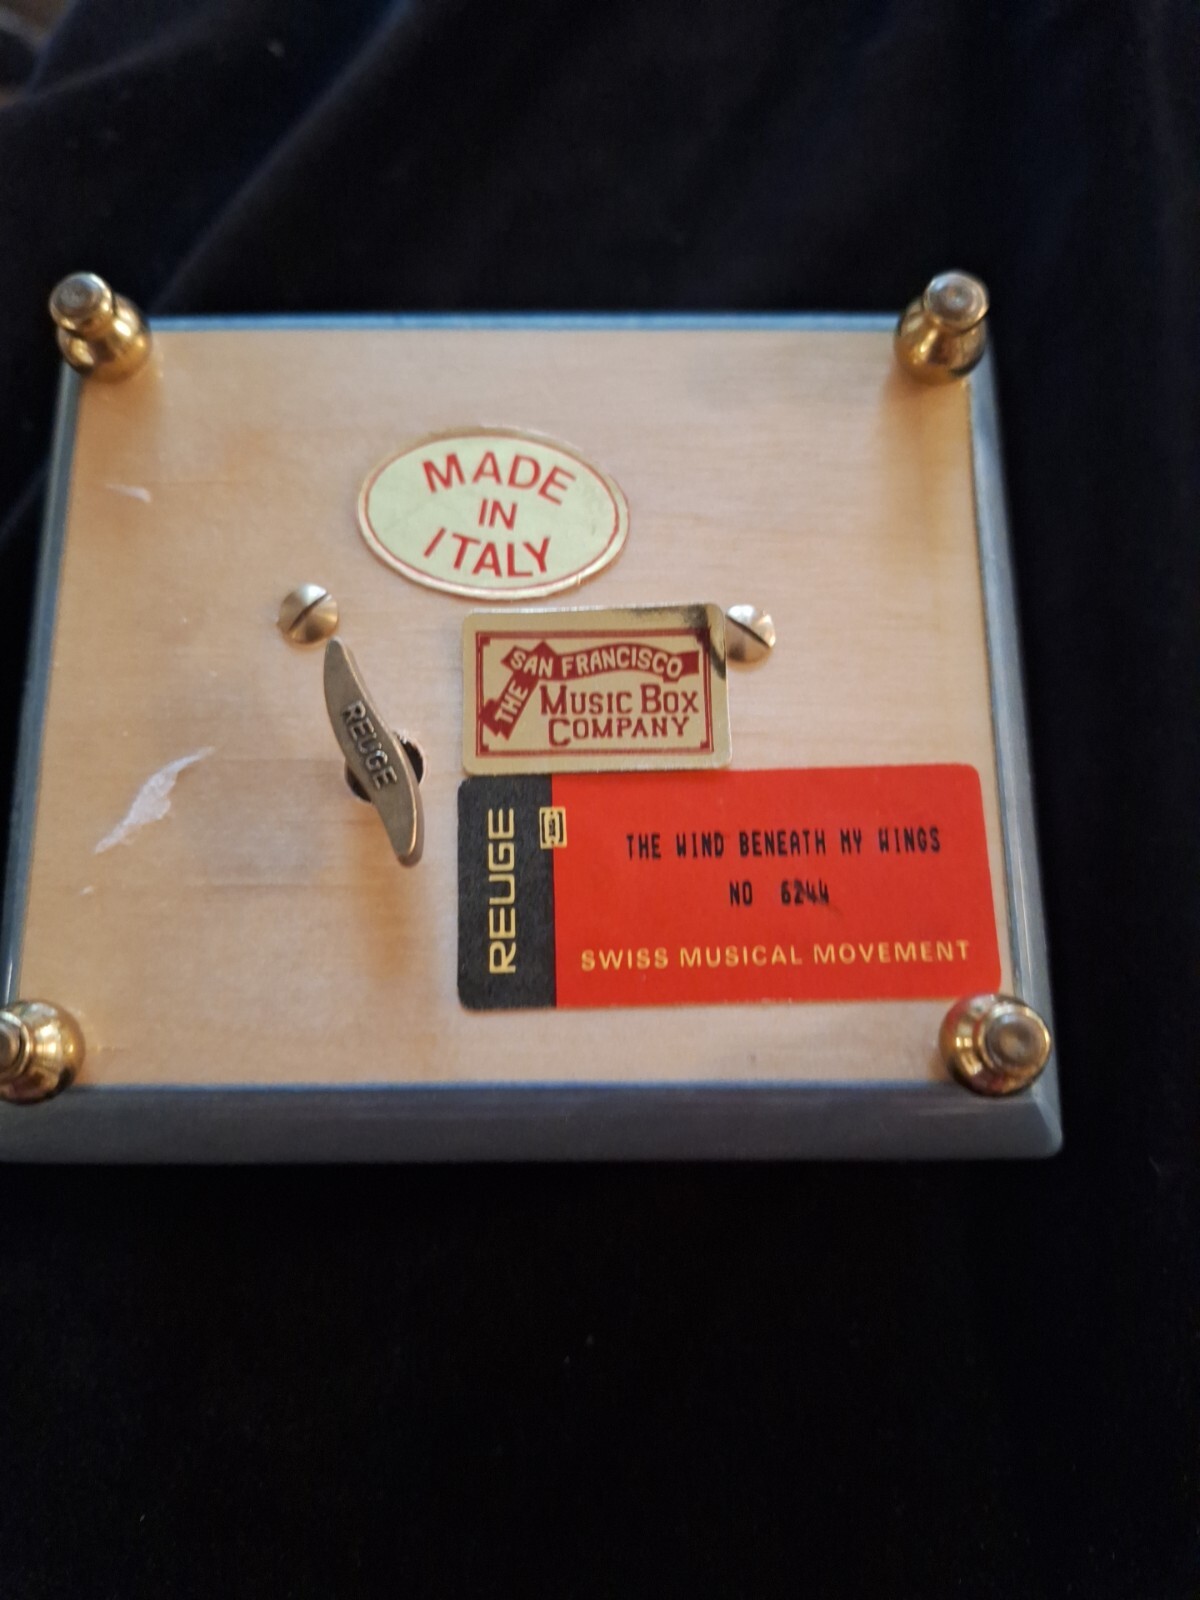 MADE
IN
ITALY
THE SAN FRANCISCO
MUSIC BOX
COMPANY
REUGE
REUGE
THE WIND BENEATH MY WINGS
NO 6244
SWISS MUSICAL MOVEMENT